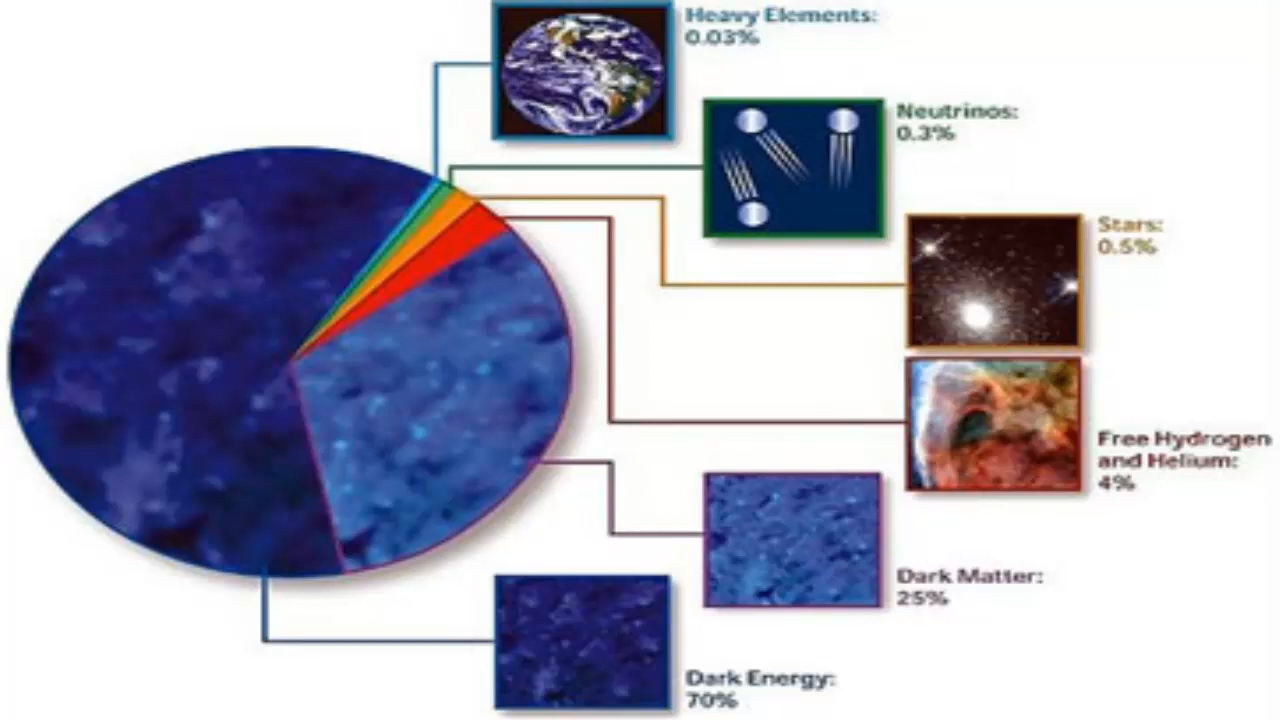 Heavy Elements:
0.03%
Neutrinos:
0.3%
Stars:
0.5%
Free Hydrogen
and Helium:
4%
Dark Matter:
25%
Dark Energy:
70%